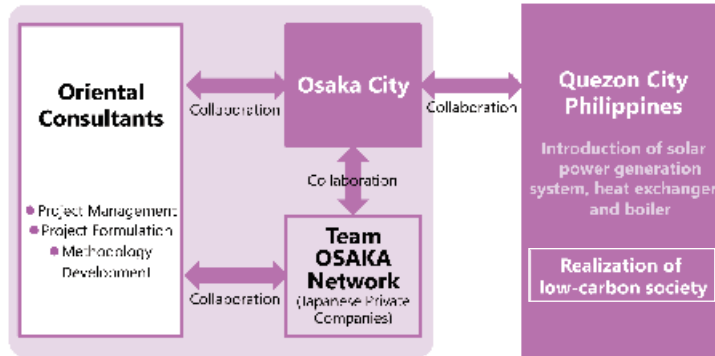 Oriental
Consultants
Project Management
Project Formulation
Methodology
Development
Collaboration
Osaka City
Collaboration
Collaboration
Team
OSAKA
Network
(Japanese Private
Companies)
Collaboration
Quezon City
Philippines
Introduction of solar
power generation
system, heat exchanger
and boiler
Realization of
low-carbon society